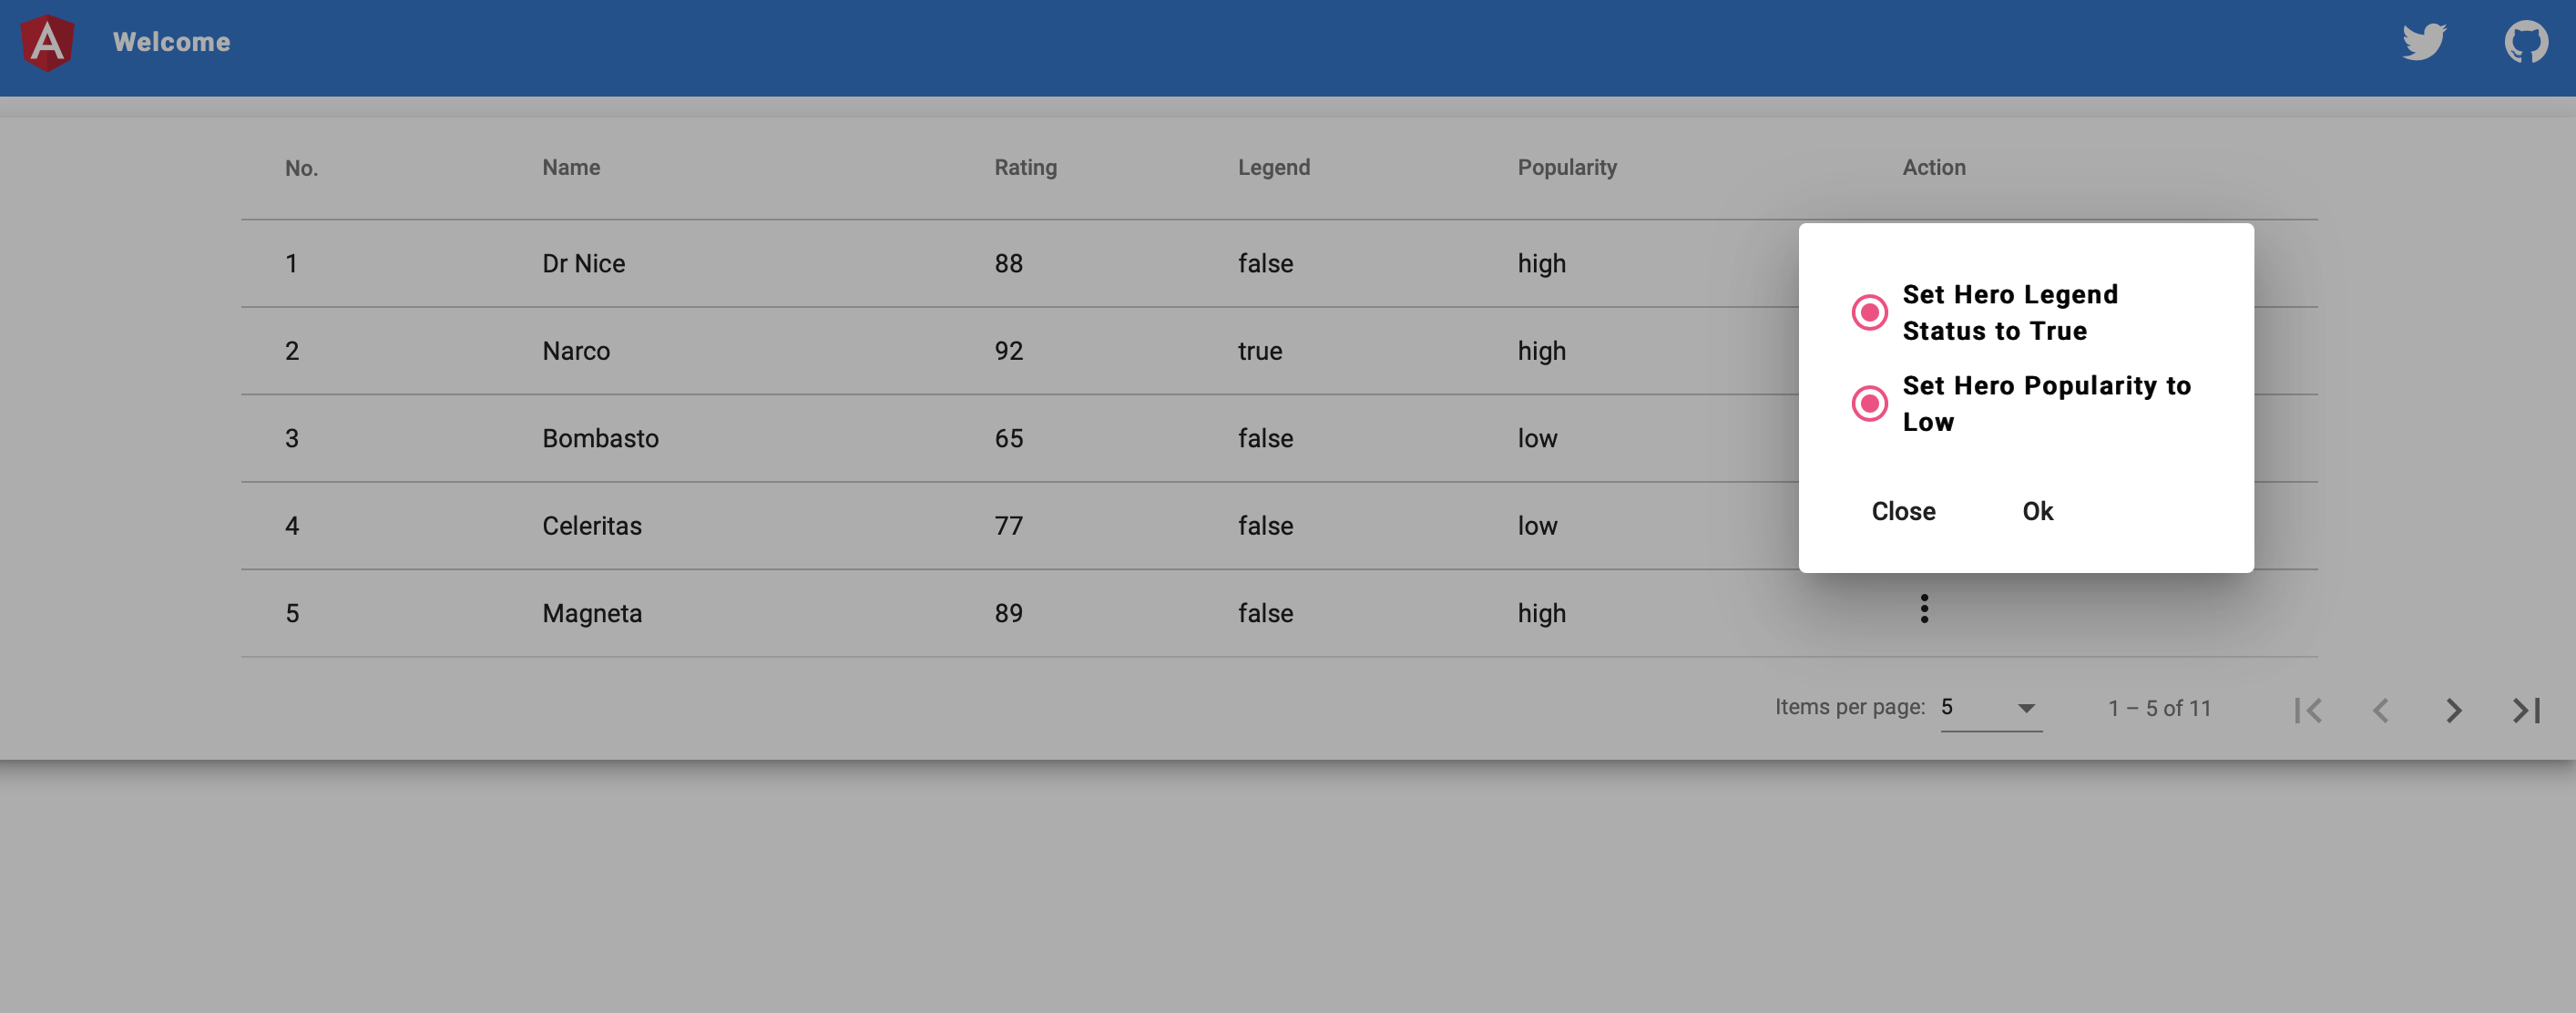 Welcome
No. Name Rating Legend Popularity Action
1 Dr Nice 88 false high
2 Narco 92 true high
3 Bombasto 65 false low
4 Celeritas 77 false low
5 Magneta 89 false high
Set Hero Legend
Status to True
Set Hero Popularity to
Low
Close Ok
Items per page: 5 1 – 5 of 11